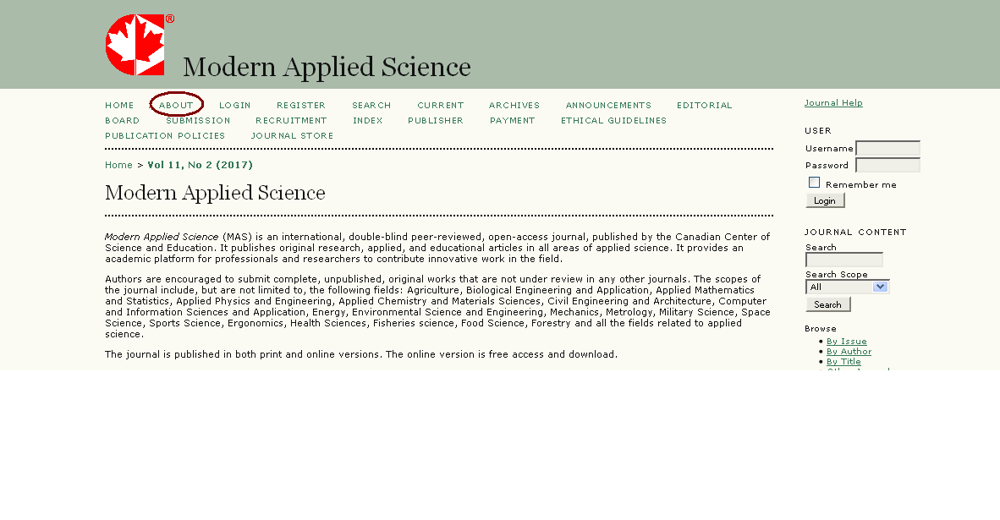 ®
Modern Applied Science
HOME ABOUT LOGIN REGISTER SEARCH CURRENT ARCHIVES ANNOUNCEMENTS EDITORIAL
BOARD SUBMISSION RECRUITMENT INDEX PUBLISHER PAYMENT ETHICAL GUIDELINES
PUBLICATION POLICIES JOURNAL STORE
Home > Vol 11, No 2 (2017)
Modern Applied Science
Modern Applied Science (MAS) is an international, double-blind peer-reviewed, open-access journal, published by the Canadian Center of
Science and Education. It publishes original research, applied, and educational articles in all areas of applied science. It provides an
academic platform for professionals and researchers to contribute innovative work in the field.
Authors are encouraged to submit complete, unpublished, original works that are not under review in any other journals. The scopes of
the journal include, but are not limited to, the following fields: Agriculture, Biological Engineering and Application, Applied Mathematics
and Statistics, Applied Physics and Engineering, Applied Chemistry and Materials Sciences, Civil Engineering and Architecture, Computer
and Information Sciences and Application, Energy, Environmental Science and Engineering, Mechanics, Metrology, Military Science, Space
Science, Sports Science, Ergonomics, Health Sciences, Fisheries science, Food Science, Forestry and all the fields related to applied
science.
The journal is published in both print and online versions. The online version is free access and download.
Journal Help
USER
Username
Password
Remember me
Login
JOURNAL CONTENT
Search
Search Scope
All
Search
Browse
By Issue
By Author
By Title